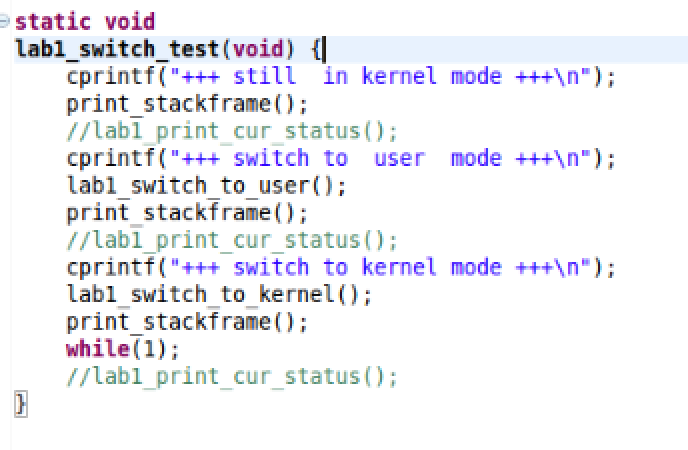 static void
lab1_switch_test(void) {
    cprintf("+++ still  in kernel mode +++\n");
    print_stackframe();
    //lab1_print_cur_status();
    cprintf("+++ switch to  user  mode +++\n");
    lab1_switch_to_user();
    print_stackframe();
    //lab1_print_cur_status();
    cprintf("+++ switch to kernel mode +++\n");
    lab1_switch_to_kernel();
    print_stackframe();
    while(1);
    //lab1_print_cur_status();
}